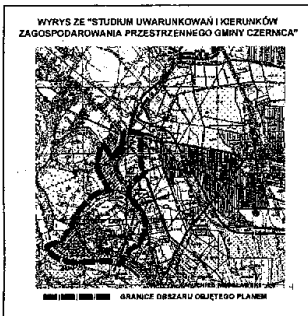 WYRYS ZE "STUDIUM UWARUNKOWAŃ I KIERUNKÓW
ZAGOSPODAROWANIA PRZESTRZENNEGO GMINY CZERNICA"
GRANICE OBSZARU OBJĘTEGO PLANEM